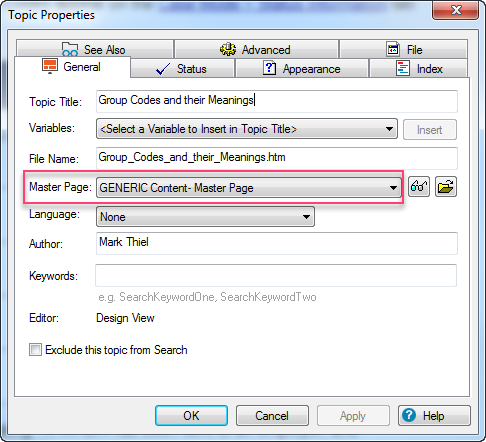 Topic Properties
See Also Advanced File
General Status Appearance Index
Topic Title: Group Codes and their Meanings
Variables: <Select a Variable to Insert in Topic Title> Insert
File Name: Group_Codes_and_their_Meanings.htm
Master Page: GENERIC Content- Master Page
Language: None
Author: Mark Thiel
Keywords:
e.g. SearchKeywordOne, SearchKeywordTwo
Editor: Design View
Exclude this topic from Search
OK Cancel Apply Help